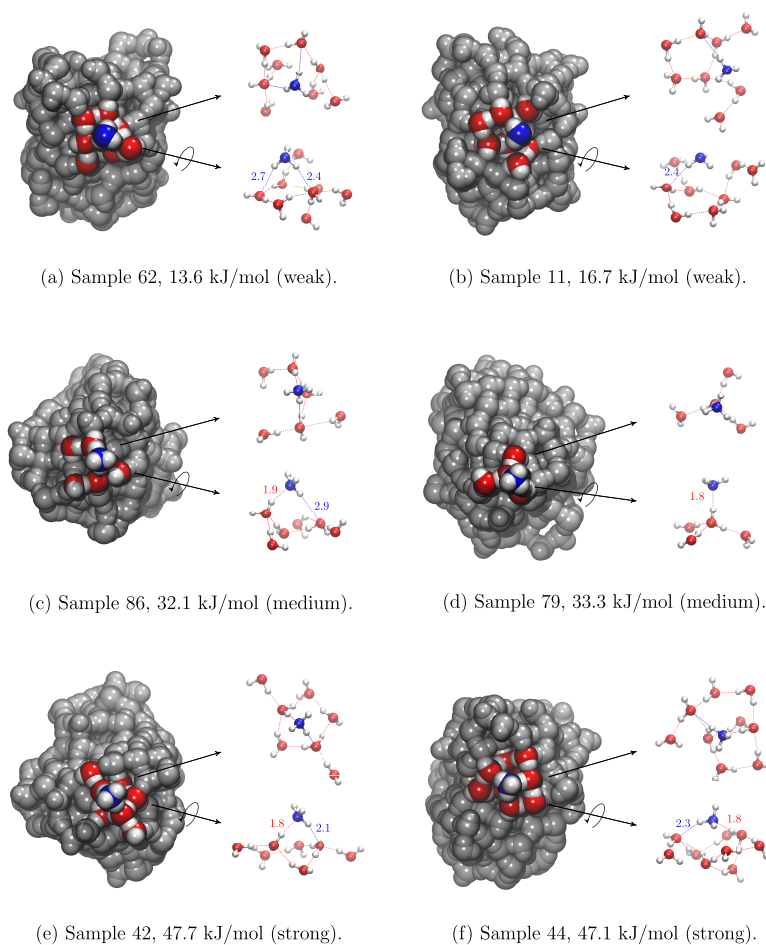 2.7
2.4
2.4
(a) Sample 62, 13.6 kJ/mol (weak).
(b) Sample 11, 16.7 kJ/mol (weak).
1.9
2.9
1.8
(c) Sample 86, 32.1 kJ/mol (medium).
(d) Sample 79, 33.3 kJ/mol (medium).
1.8
2.1
2.3
1.8
(e) Sample 42, 47.7 kJ/mol (strong).
(f) Sample 44, 47.1 kJ/mol (strong).